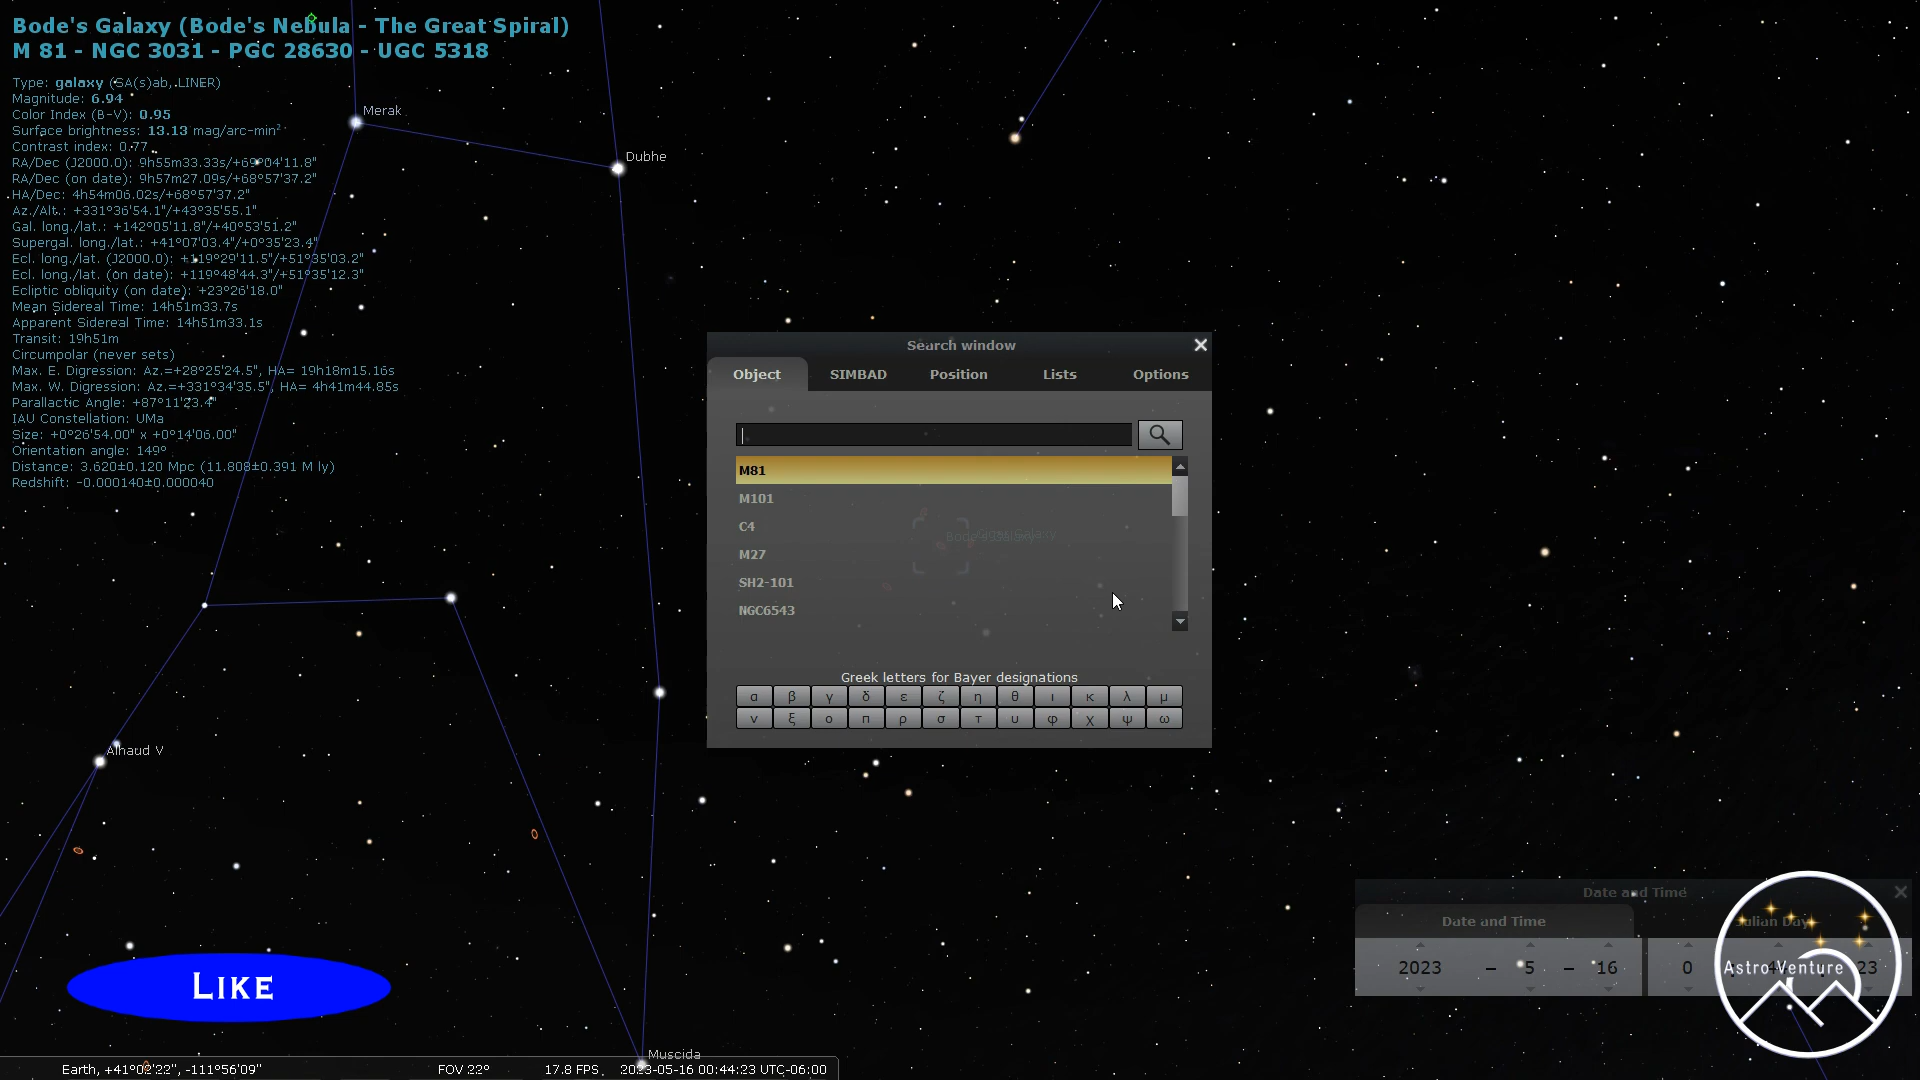 Bode's Galaxy (Bode's Nebula - The Great Spiral)
M 81 - NGC 3031 - PGC 28630 - UGC 5318
Type: galaxy (SA(s)ab, LINER)
Magnitude: 6.94
Color Index (B-V): 0.95
Surface brightness: 13.13 mag/arc-min²
Contrast index: 0.77
RA/Dec (J2000.0): 9h55m33.33s/+69°04'11.8"
RA/Dec (on date): 9h57m27.09s/+68°57'37.2"
HA/Dec: 4h54m06.02s/+68°57'37.2"
Az./Alt.: +331°36'54.1"/+43°35'55.1"
Gal. long./lat.: +142°05'11.8"/+40°53'51.2"
Supergal. long./lat.: +41°07'03.4"/+0°35'23.4"
Ecl. long./lat. (J2000.0): +119°29'11.5"/+51°35'03.2"
Ecl. long./lat. (on date): +119°48'44.3"/+51°35'12.3"
Ecliptic obliquity (on date): +23°26'18.0"
Mean Sidereal Time: 14h51m33.7s
Apparent Sidereal Time: 14h51m33.1s
Transit: 19h51m
Circumpolar (never sets)
Max. E. Digression: Az.=+28°25'24.5", HA= 19h18m15.16s
Max. W. Digression: Az.=+331°34'35.5", HA= 4h41m44.85s
Parallactic Angle: +87°11'23.4"
IAU Constellation: UMa
Size: +0°26'54.00" x +0°14'06.00"
Orientation angle: 149°
Distance: 3.620±0.120 Mpc (11.808±0.391 M ly)
Redshift: -0.000140±0.000040
Merak
Dubhe
Search window
Object SIMBAD Position Lists Options
M81
M101
C4
M27
SH2-101
NGC6543
Bode's Galaxy
Cigar Galaxy
Greek letters for Bayer designations
α β γ δ ε ζ η θ ι κ λ μ
ν ξ ο π ρ σ τ υ φ χ ψ ω
Alhaud V
Muscida
Like
Date and Time
Date and Time Julian Day
2023 - 5 - 16 0 : 44 : 23
Astro Venture
Earth, +41°02'22", -111°56'09" FOV 22° 17.8 FPS 2023-05-16 00:44:23 UTC-06:00